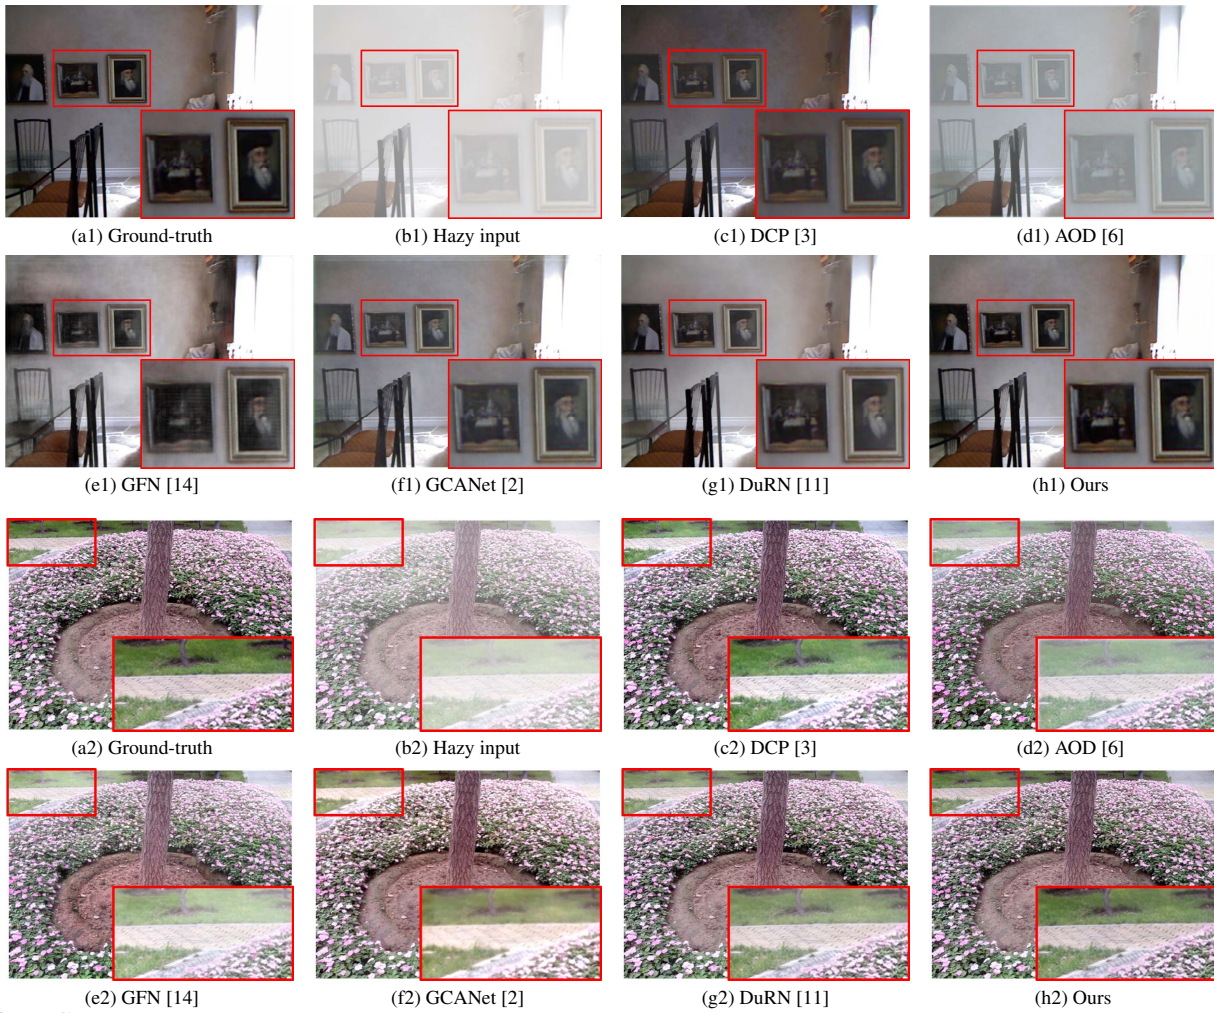 (a1) Ground-truth
(b1) Hazy input
(c1) DCP [3]
(d1) AOD [6]
(e1) GFN [14]
(f1) GCANet [2]
(g1) DuRN [11]
(h1) Ours
(a2) Ground-truth
(b2) Hazy input
(c2) DCP [3]
(d2) AOD [6]
(e2) GFN [14]
(f2) GCANet [2]
(g2) DuRN [11]
(h2) Ours